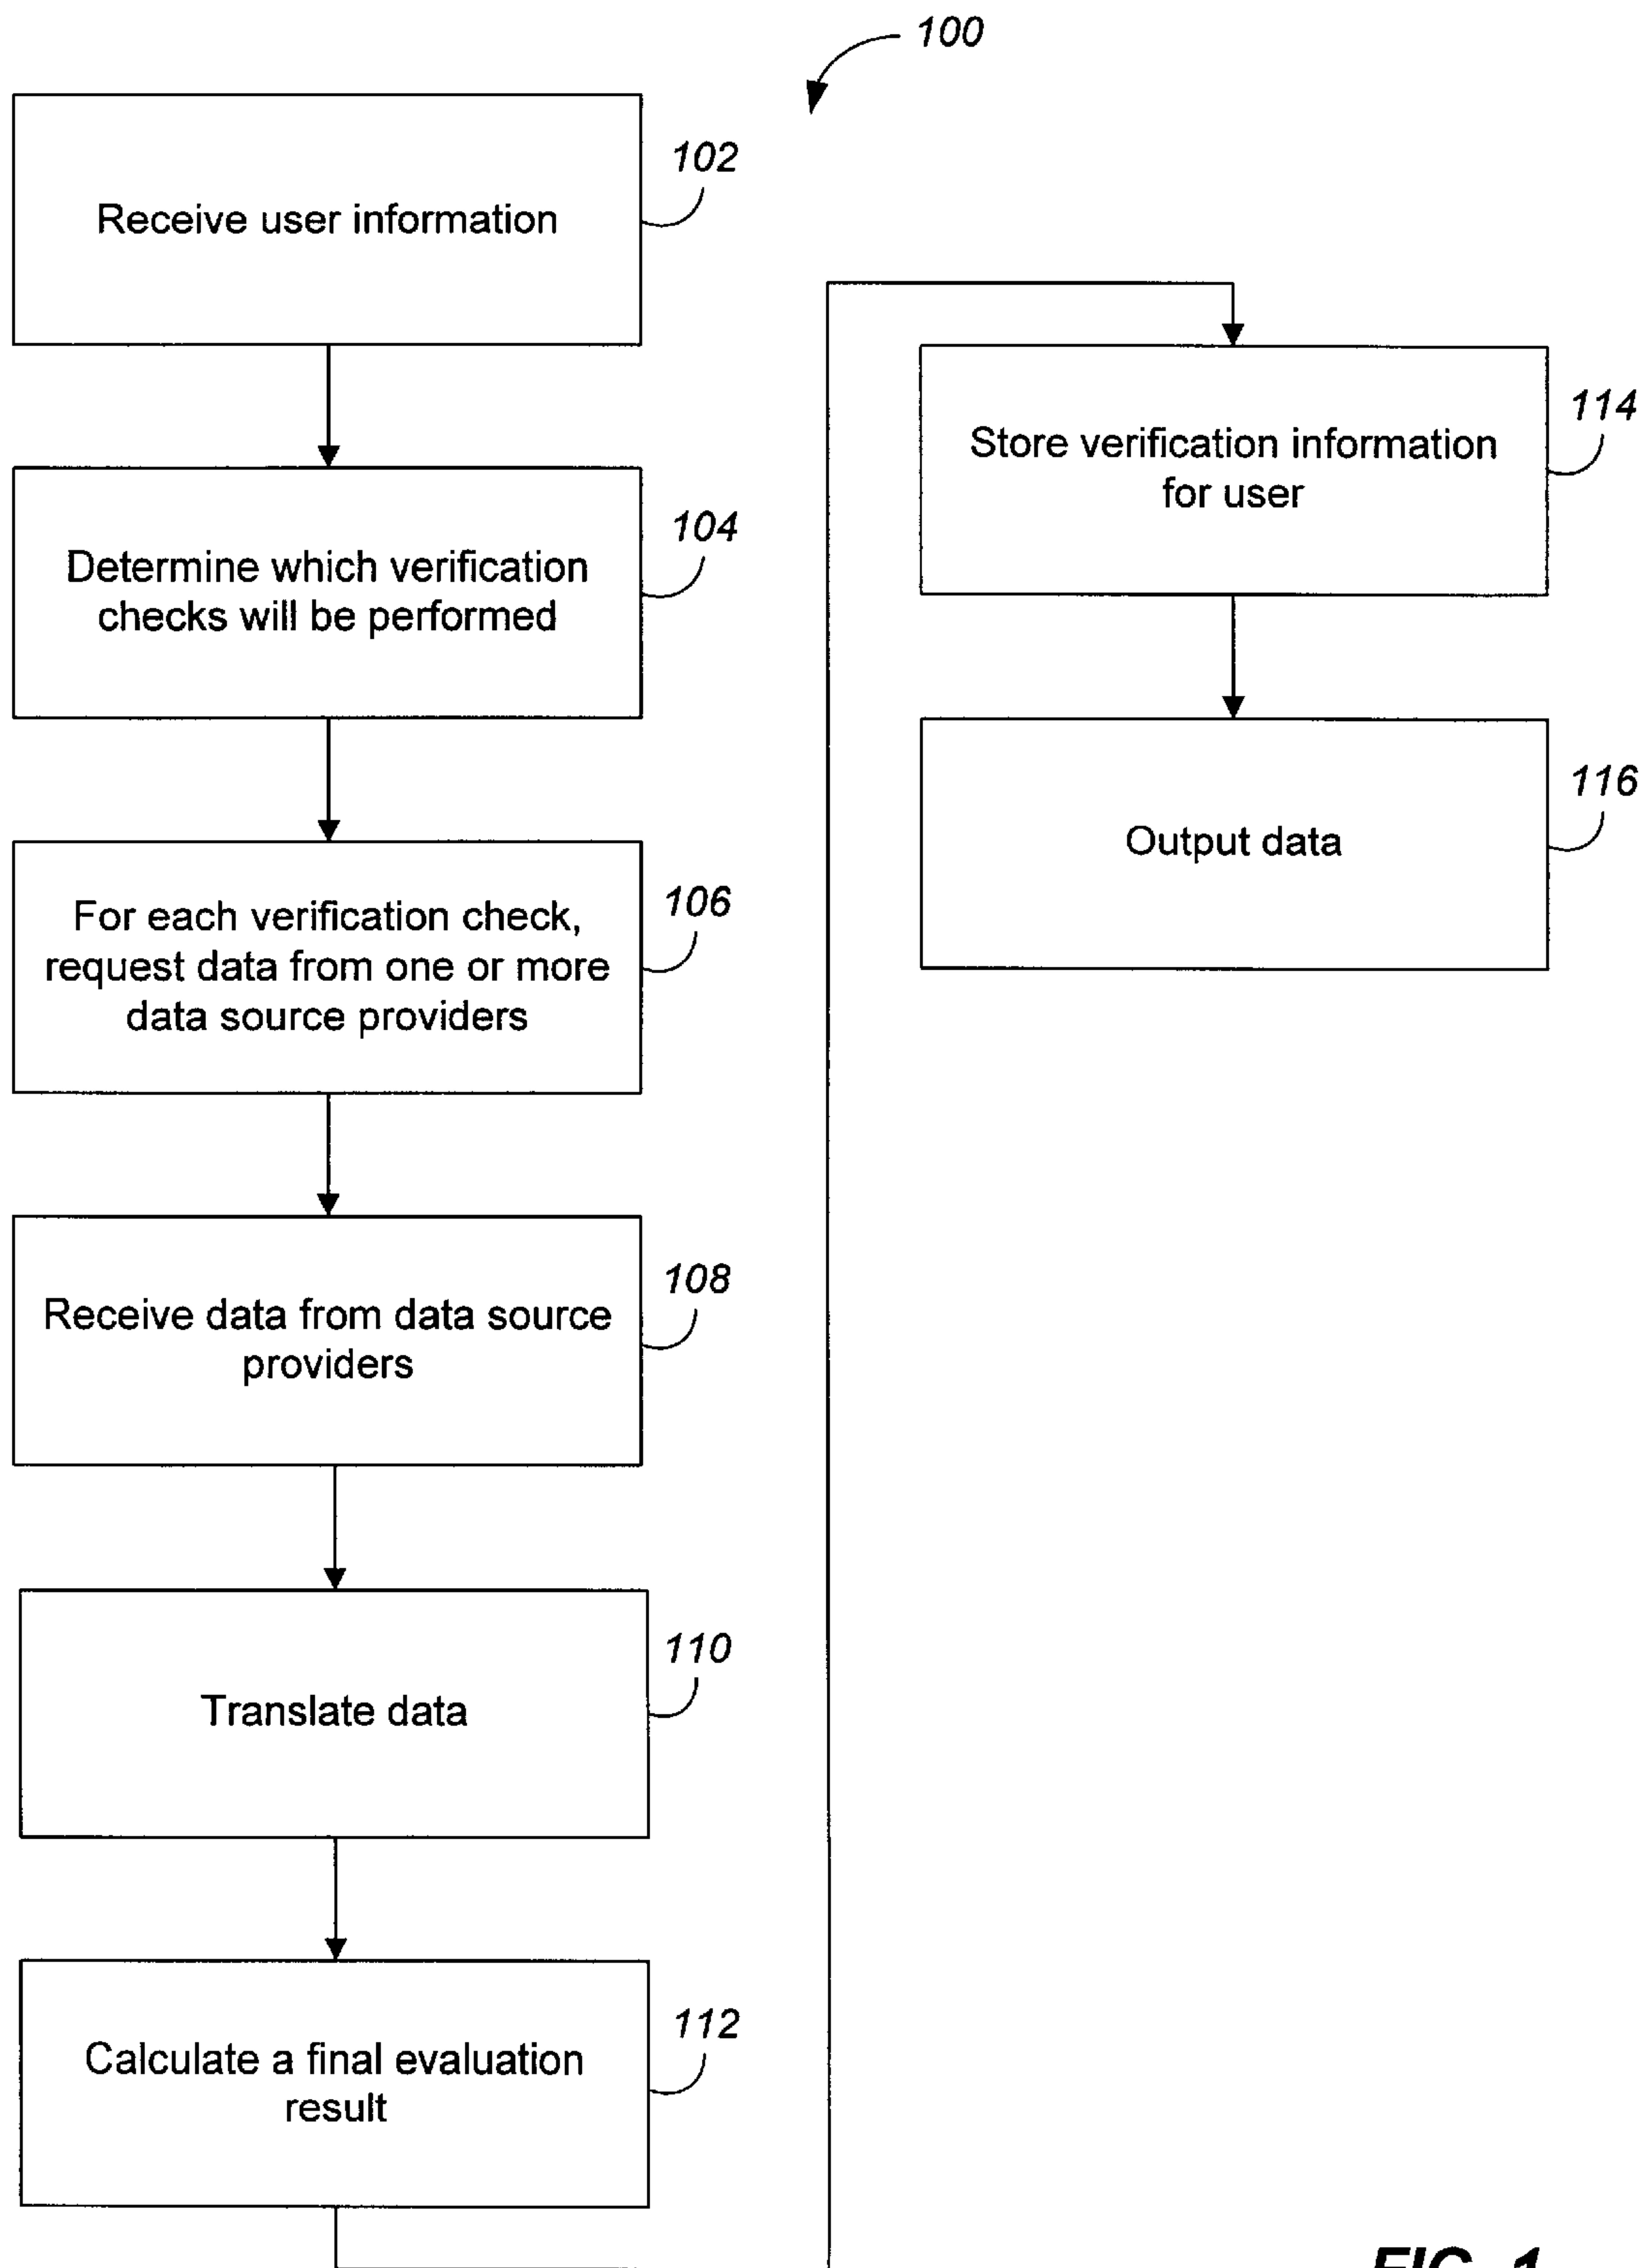 100
Receive user information
102
Determine which verification
checks will be performed
104
For each verification check,
request data from one or more
data source providers
106
Receive data from data source
providers
108
Translate data
110
Calculate a final evaluation
result
112
Store verification information
for user
114
Output data
116
FIG. 1